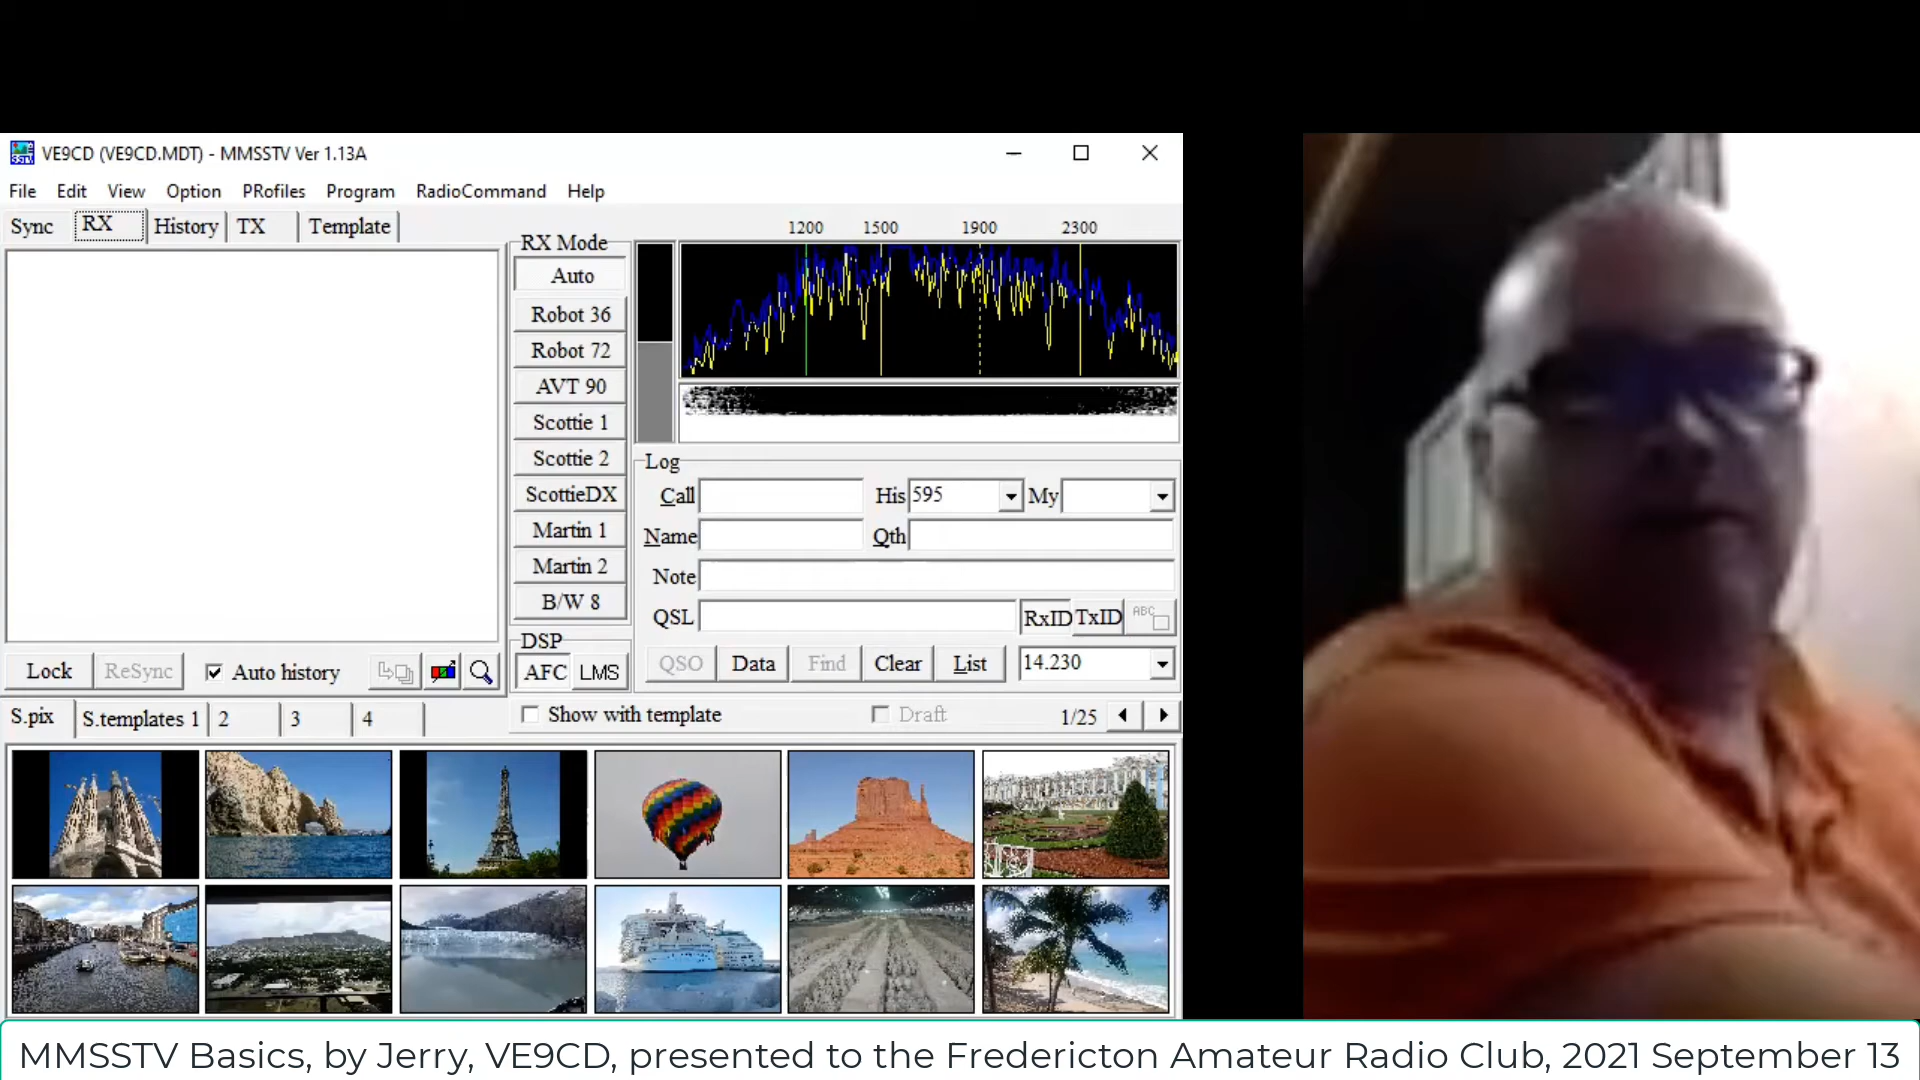 VE9CD (VE9CD.MDT) - MMSSTV Ver 1.13A
File Edit View Option PRofiles Program RadioCommand Help
Sync RX History TX Template
1200 1500 1900 2300
RX Mode
Auto
Robot 36
Robot 72
AVT 90
Scottie 1
Scottie 2
ScottieDX
Martin 1
Martin 2
B/W 8
DSP
AFC LMS
Log
Call His 595 My
Name Qth
Note
QSL RxID TxID ABC
QSO Data Find Clear List 14.230
Lock ReSync Auto history
S.pix S.templates 1 2 3 4
Show with template Draft 1/25
MMSSTV Basics, by Jerry, VE9CD, presented to the Fredericton Amateur Radio Club, 2021 September 13